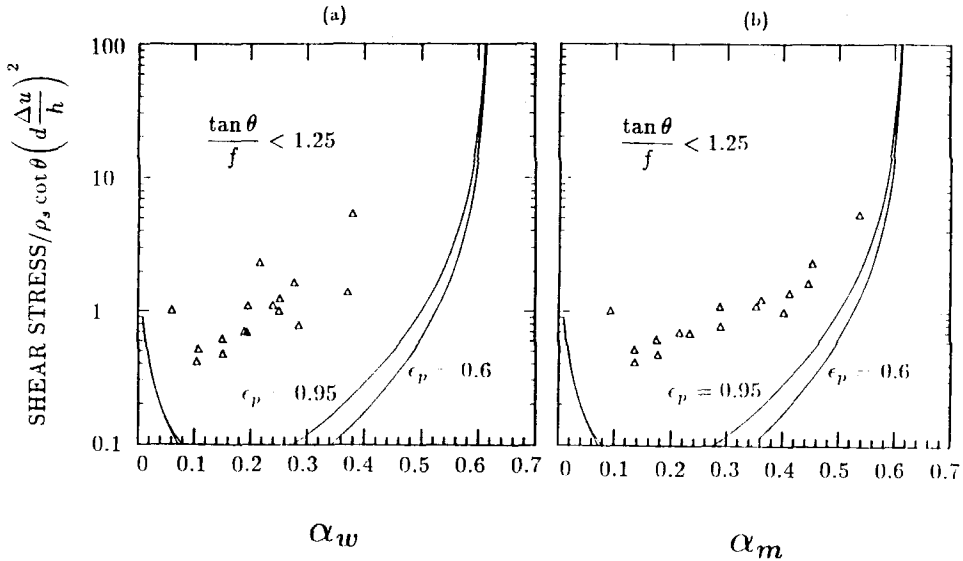 (a)
(b)
SHEAR STRESS/ρ_s cot θ (d Δu/h)^2
100
10
1
0.1
tan θ / f < 1.25
tan θ / f < 1.25
ϵ_p = 0.95
ϵ_p = 0.6
ϵ_p = 0.95
ϵ_p = 0.6
0 0.1 0.2 0.3 0.4 0.5 0.6 0.7
0 0.1 0.2 0.3 0.4 0.5 0.6 0.7
α_w
α_m